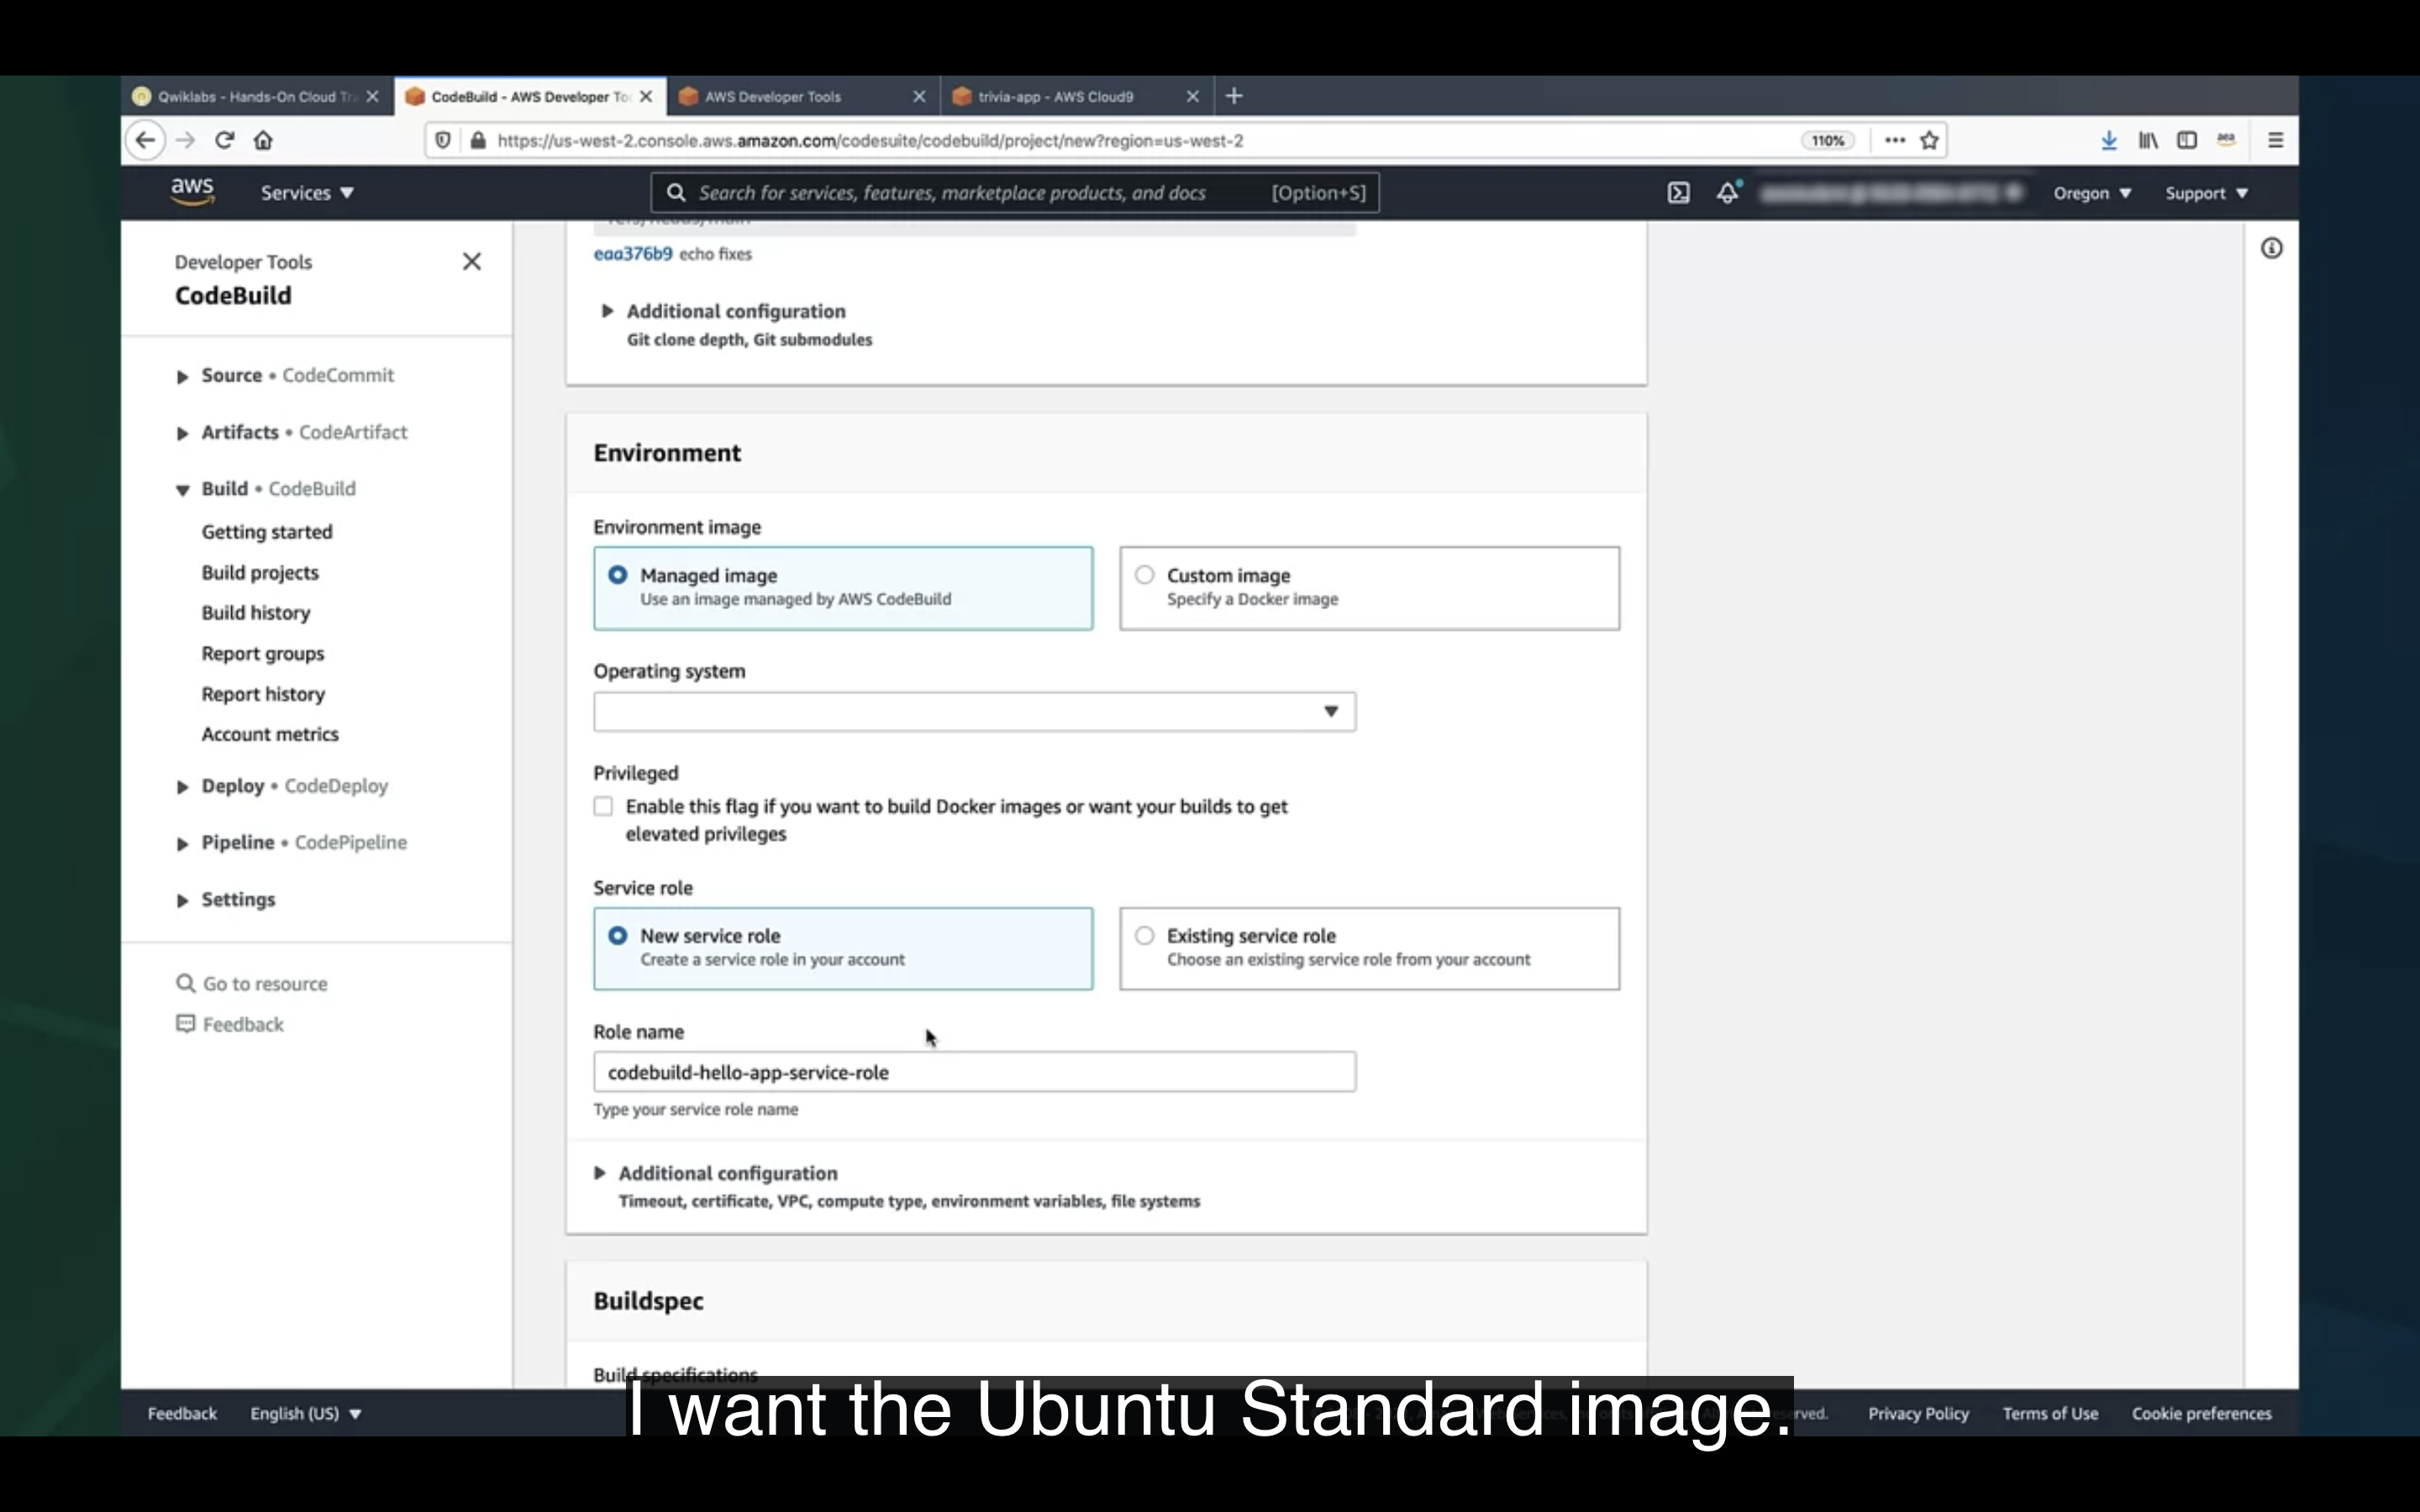 Qwiklabs - Hands-On Cloud Tr
CodeBuild - AWS Developer To
AWS Developer Tools
trivia-app - AWS Cloud9
https://us-west-2.console.aws.amazon.com/codesuite/codebuild/project/new?region=us-west-2
110%
aws
Services
Search for services, features, marketplace products, and docs
[Option+S]
Oregon
Support
Developer Tools
CodeBuild
Source • CodeCommit
Artifacts • CodeArtifact
Build • CodeBuild
Getting started
Build projects
Build history
Report groups
Report history
Account metrics
Deploy • CodeDeploy
Pipeline • CodePipeline
Settings
Go to resource
Feedback
eaa376b9 echo fixes
Additional configuration
Git clone depth, Git submodules
Environment
Environment image
Managed image
Use an image managed by AWS CodeBuild
Custom image
Specify a Docker image
Operating system
Privileged
Enable this flag if you want to build Docker images or want your builds to get
elevated privileges
Service role
New service role
Create a service role in your account
Existing service role
Choose an existing service role from your account
Role name
codebuild-hello-app-service-role
Type your service role name
Additional configuration
Timeout, certificate, VPC, compute type, environment variables, file systems
Buildspec
Build specifications
I want the Ubuntu Standard image.
Feedback
English (US)
Privacy Policy
Terms of Use
Cookie preferences